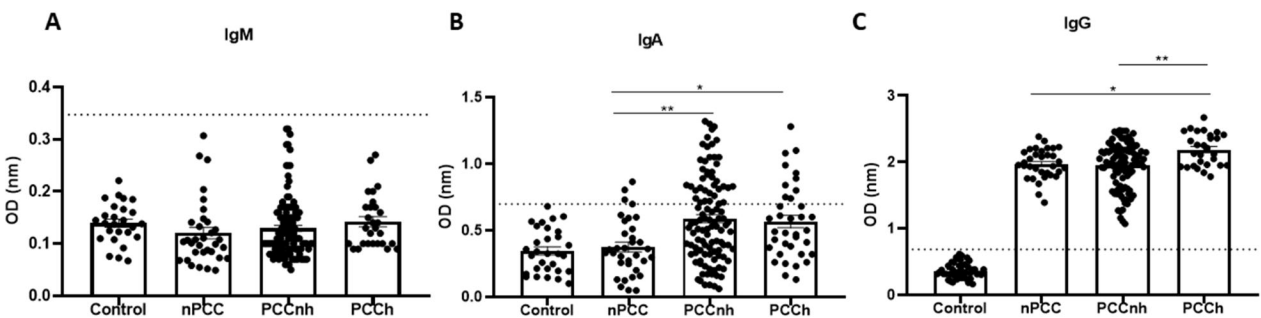 A
IgM
OD (nm)
0.4
0.3
0.2
0.1
0.0
Control nPCC PCCnh PCCh
B
IgA
OD (nm)
1.5
1.0
0.5
0.0
*
**
Control nPCC PCCnh PCCh
C
IgG
OD (nm)
3
2
1
0
**
*
Control nPCC PCCnh PCCh